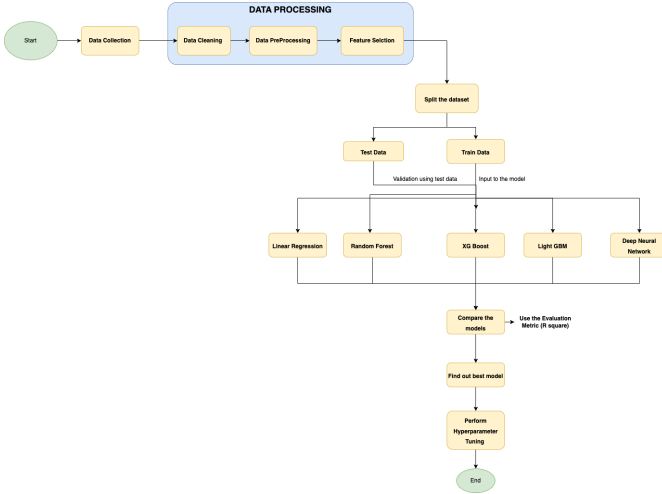 DATA PROCESSING
Start
Data Collection
Data Cleaning
Data PreProcessing
Feature Selction
Split the dataset
Test Data
Train Data
Validation using test data
Input to the model
Linear Regression
Random Forest
XG Boost
Light GBM
Deep Neural
Network
Compare the
models
Use the Evaluation
Metric (R square)
Find out best model
Perform
Hyperparameter
Tuning
End